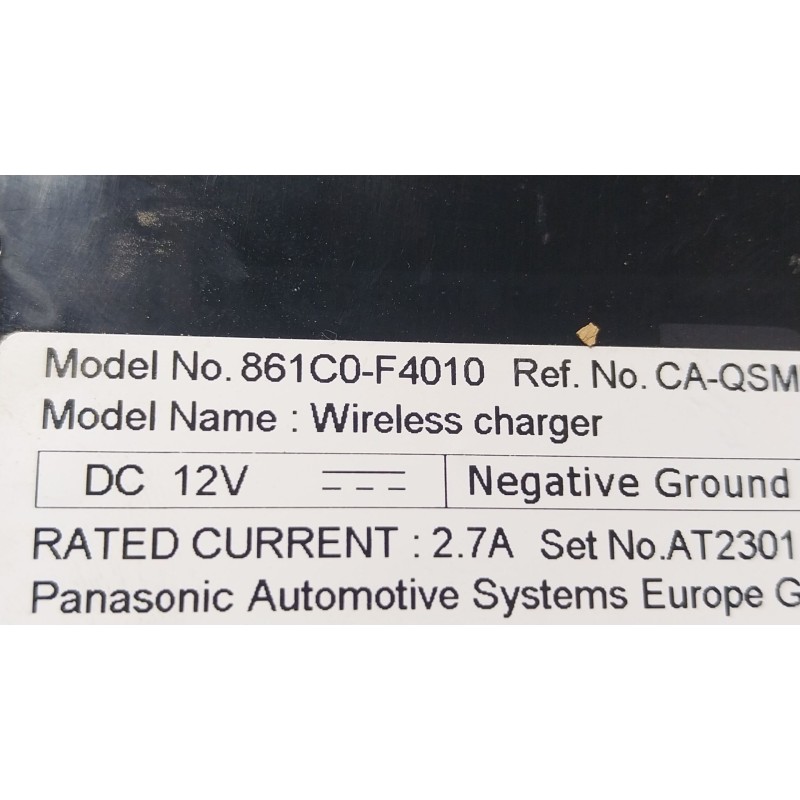 Model No. 861C0-F4010 Ref. No. CA-QSM
Model Name : Wireless charger
DC 12V Negative Ground
RATED CURRENT : 2.7A Set No.AT2301
Panasonic Automotive Systems Europe G